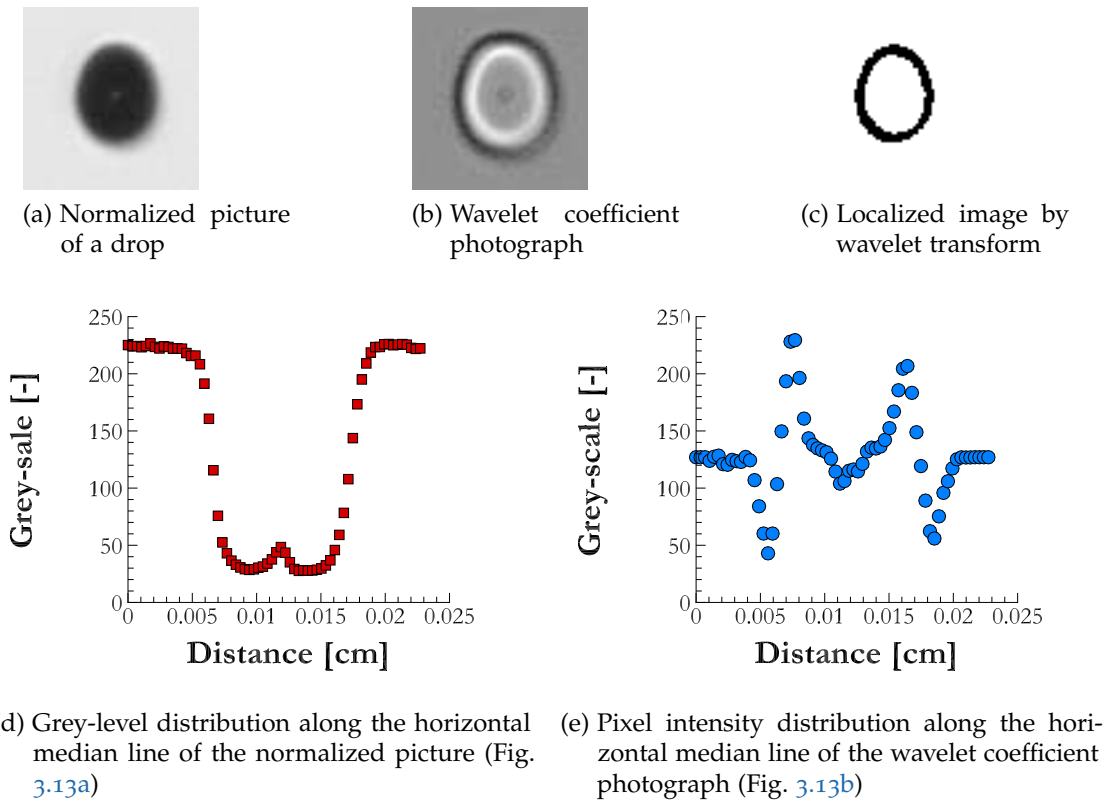 (a) Normalized picture
of a drop
(b) Wavelet coefficient
photograph
(c) Localized image by
wavelet transform
250
200
150
100
50
0
0 0.005 0.01 0.015 0.02 0.025
Grey-sale [-]
Distance [cm]
250
200
150
100
50
0
0 0.005 0.01 0.015 0.02 0.025
Grey-scale [-]
Distance [cm]
d) Grey-level distribution along the horizontal
median line of the normalized picture (Fig.
3.13a)
(e) Pixel intensity distribution along the hori-
zontal median line of the wavelet coefficient
photograph (Fig. 3.13b)